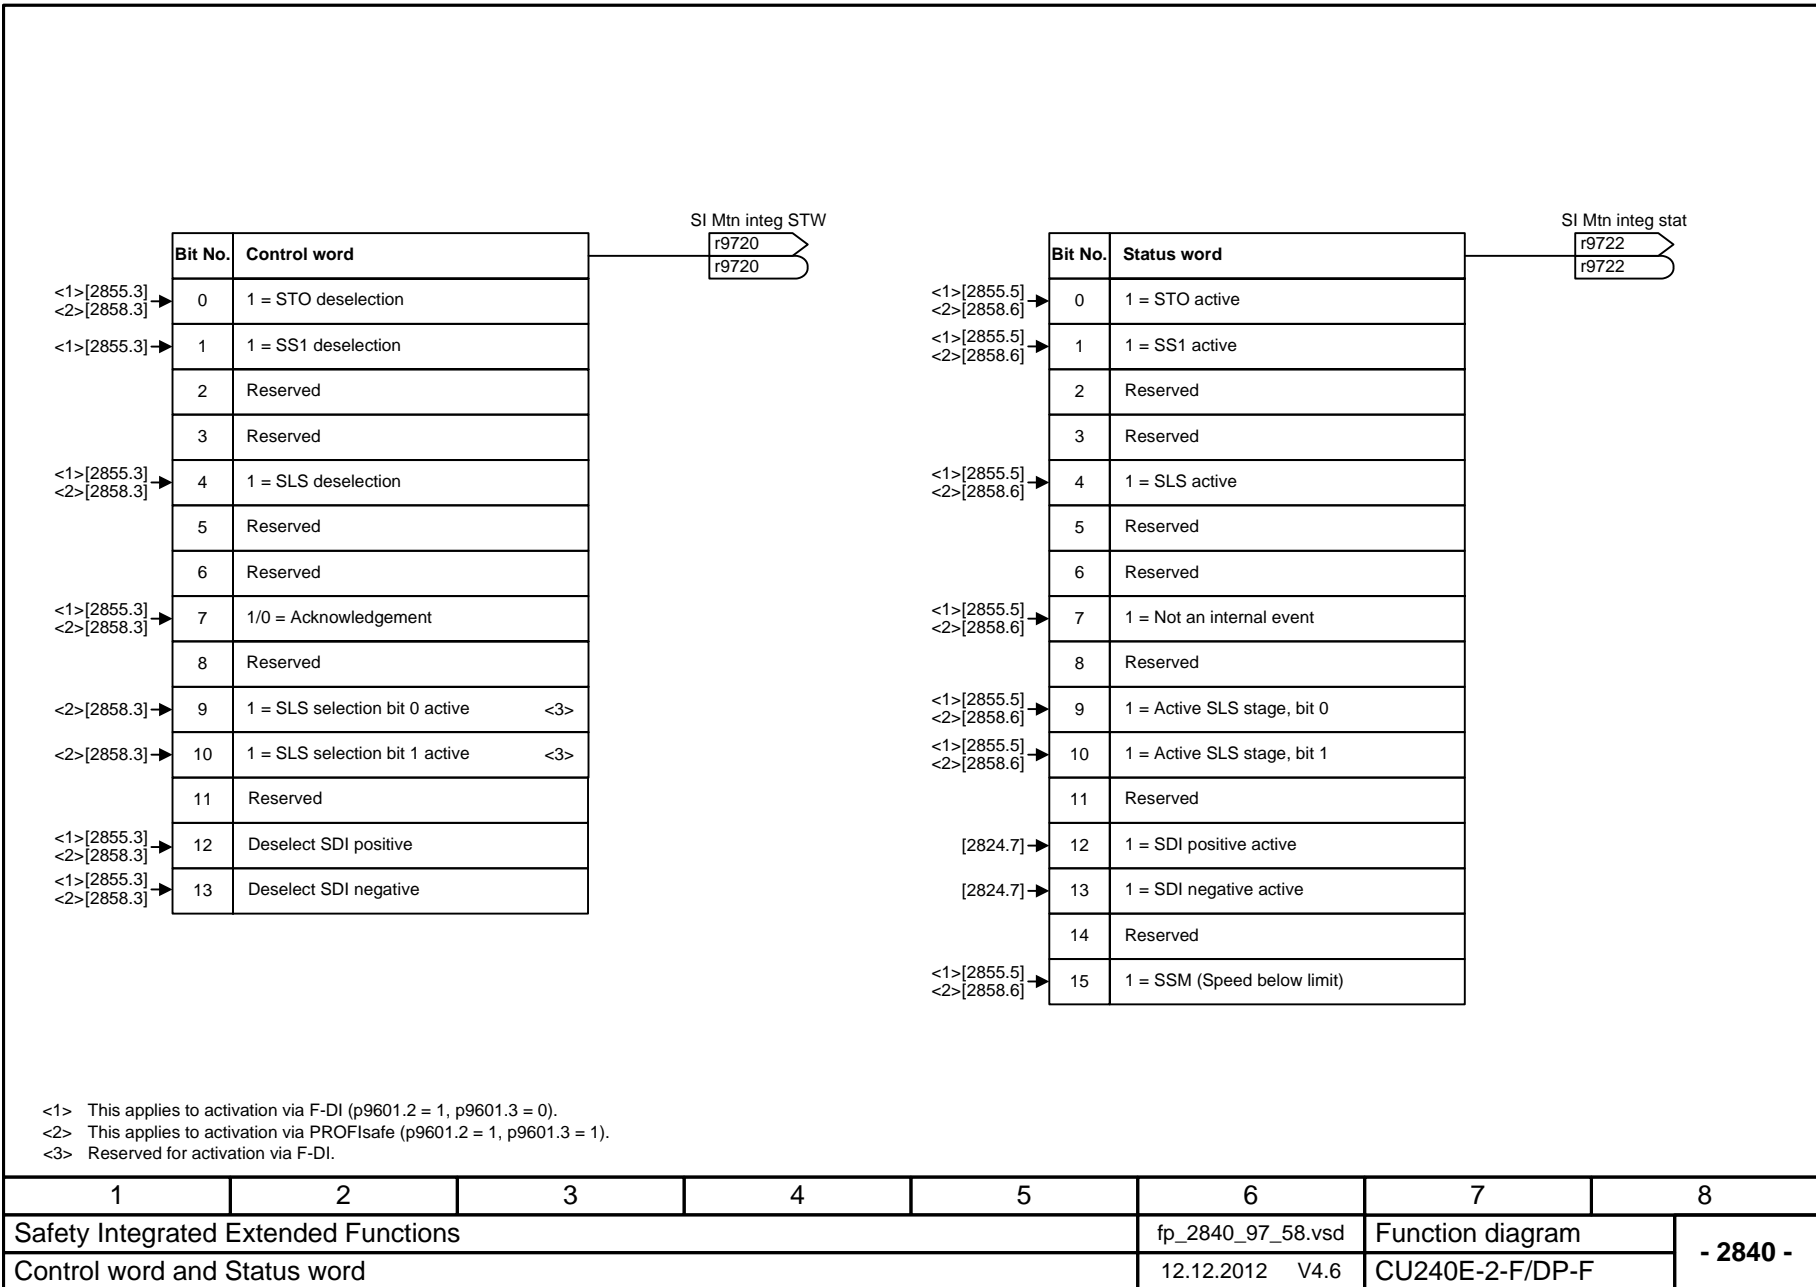 SI Mtn integ STW
r9720
r9720
Bit No. Control word
<1>[2855.3]
<2>[2858.3]
0 1 = STO deselection
<1>[2855.3] 1 1 = SS1 deselection
2 Reserved
3 Reserved
<1>[2855.3]
<2>[2858.3]
4 1 = SLS deselection
5 Reserved
6 Reserved
<1>[2855.3]
<2>[2858.3]
7 1/0 = Acknowledgement
8 Reserved
<2>[2858.3] 9 1 = SLS selection bit 0 active <3>
<2>[2858.3] 10 1 = SLS selection bit 1 active <3>
11 Reserved
<1>[2855.3]
<2>[2858.3]
12 Deselect SDI positive
<1>[2855.3]
<2>[2858.3]
13 Deselect SDI negative
SI Mtn integ stat
r9722
r9722
Bit No. Status word
<1>[2855.5]
<2>[2858.6]
0 1 = STO active
<1>[2855.5]
<2>[2858.6]
1 1 = SS1 active
2 Reserved
3 Reserved
<1>[2855.5]
<2>[2858.6]
4 1 = SLS active
5 Reserved
6 Reserved
<1>[2855.5]
<2>[2858.6]
7 1 = Not an internal event
8 Reserved
<1>[2855.5]
<2>[2858.6]
9 1 = Active SLS stage, bit 0
<1>[2855.5]
<2>[2858.6]
10 1 = Active SLS stage, bit 1
11 Reserved
[2824.7] 12 1 = SDI positive active
[2824.7] 13 1 = SDI negative active
14 Reserved
<1>[2855.5]
<2>[2858.6]
15 1 = SSM (Speed below limit)
<1> This applies to activation via F-DI (p9601.2 = 1, p9601.3 = 0).
<2> This applies to activation via PROFIsafe (p9601.2 = 1, p9601.3 = 1).
<3> Reserved for activation via F-DI.
1 2 3 4 5 6 7 8
Safety Integrated Extended Functions fp_2840_97_58.vsd Function diagram
- 2840 -
Control word and Status word 12.12.2012 V4.6 CU240E-2-F/DP-F